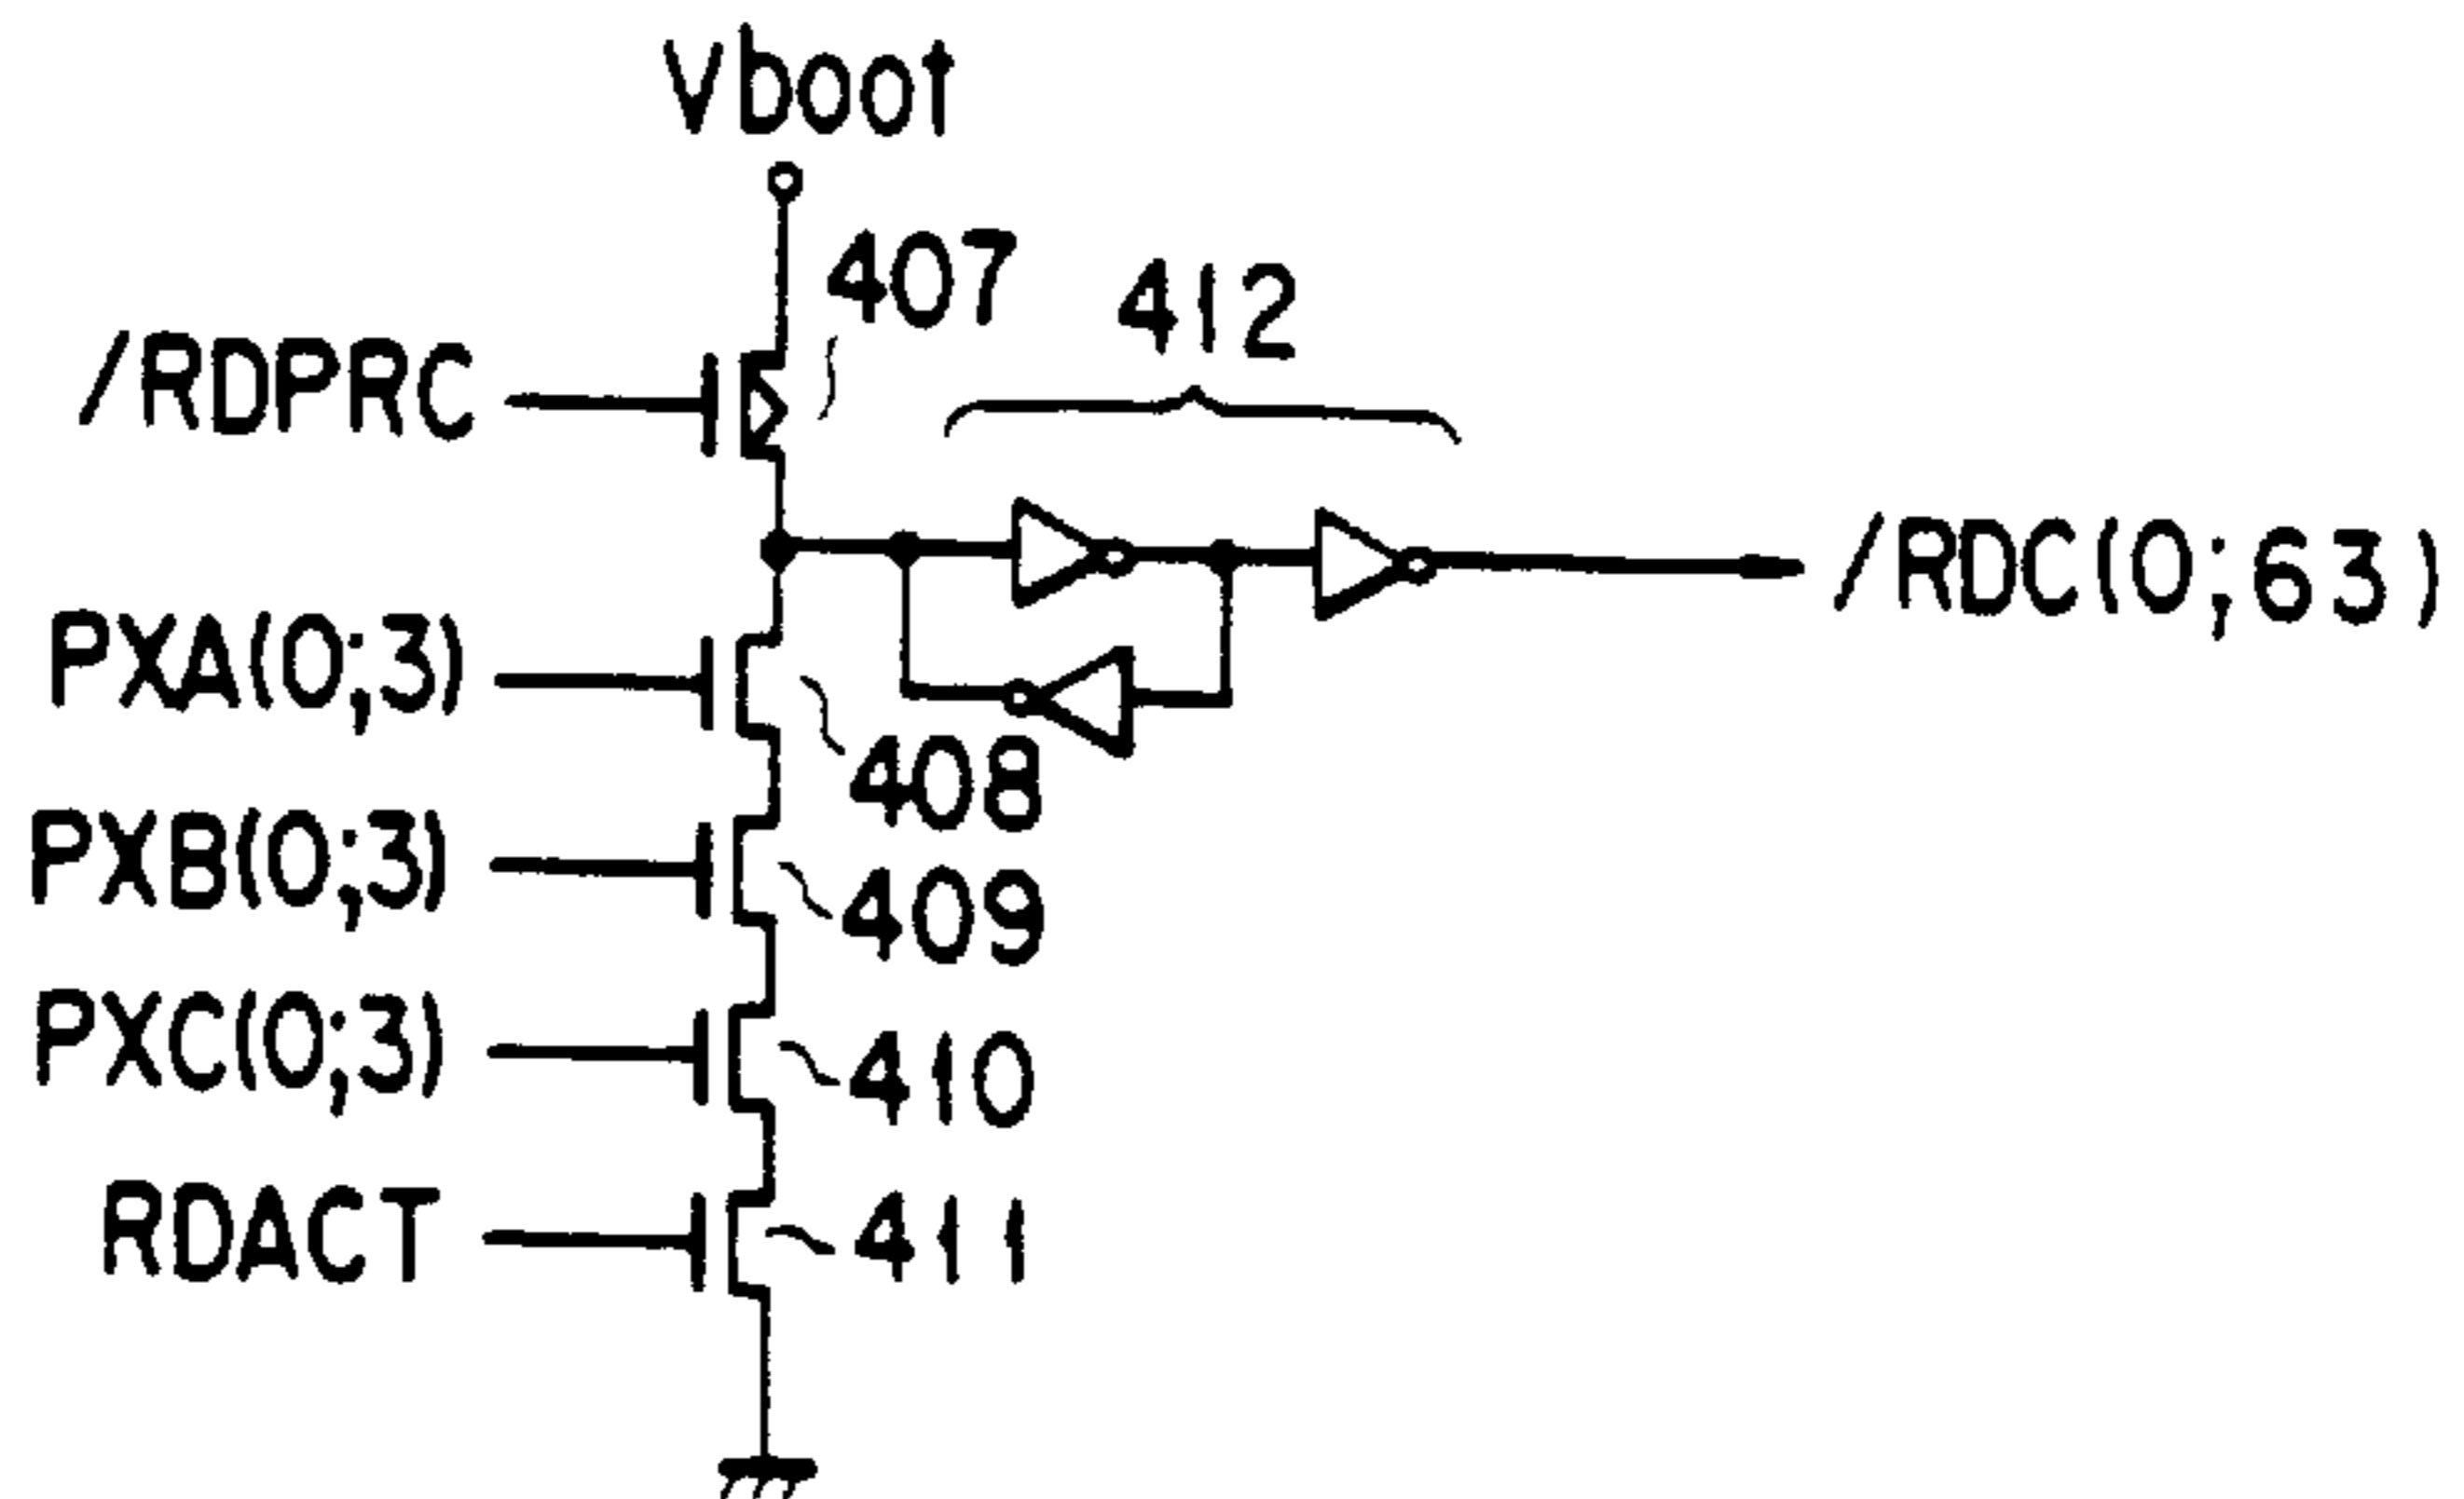 Vboot
407
412
/RDPRC
/RDC(0;63)
PXA(0;3)
408
PXB(0;3)
409
PXC(0;3)
410
RDACT
411